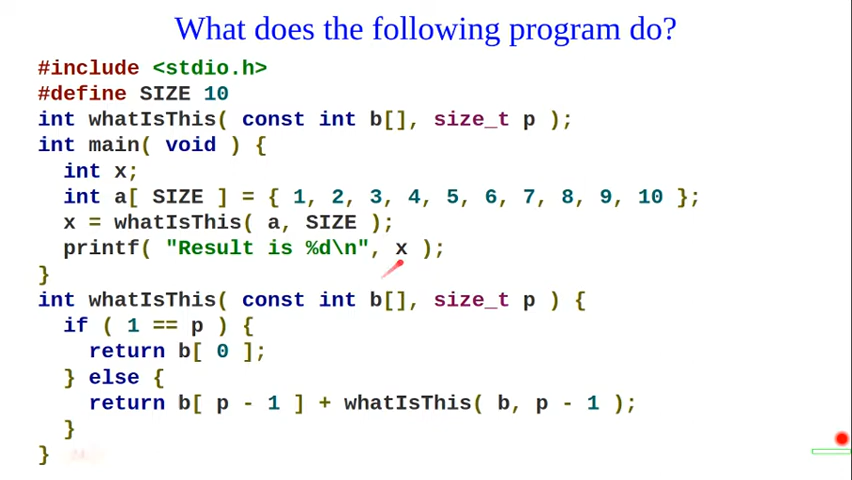 What does the following program do?
#include <stdio.h>
#define SIZE 10
int whatIsThis( const int b[], size_t p );
int main( void ) {
  int x;
  int a[ SIZE ] = { 1, 2, 3, 4, 5, 6, 7, 8, 9, 10 };
  x = whatIsThis( a, SIZE );
  printf( "Result is %d\n", x );
}
int whatIsThis( const int b[], size_t p ) {
  if ( 1 == p ) {
    return b[ 0 ];
  } else {
    return b[ p - 1 ] + whatIsThis( b, p - 1 );
  }
}